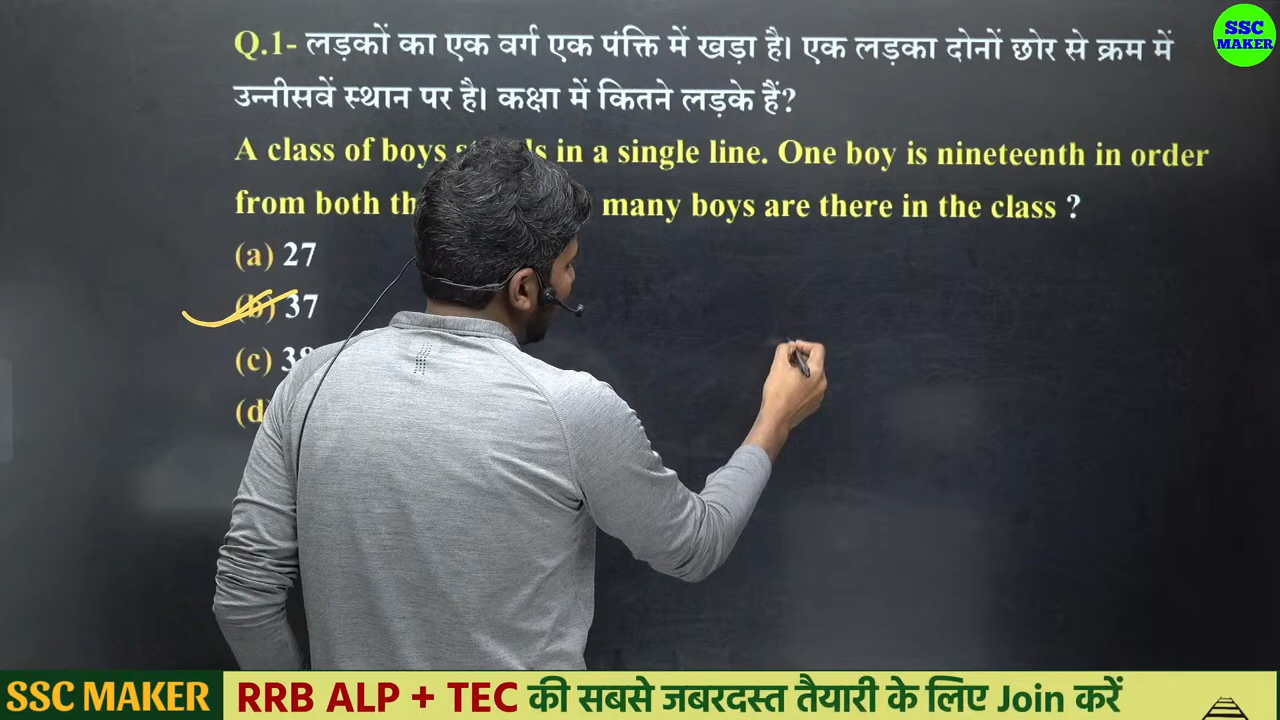 SSC
MAKER
Q.1- लड़कों का एक वर्ग एक पंक्ति में खड़ा है। एक लड़का दोनों छोर से क्रम में
उन्नीसवें स्थान पर है। कक्षा में कितने लड़के हैं?
A class of boys in a single line. One boy is nineteenth in order
from both many boys are there in the class ?
(a) 27
(b) 37
(c)
(d)
SSC MAKER RRB ALP + TEC की सबसे जबरदस्त तैयारी के लिए Join करें